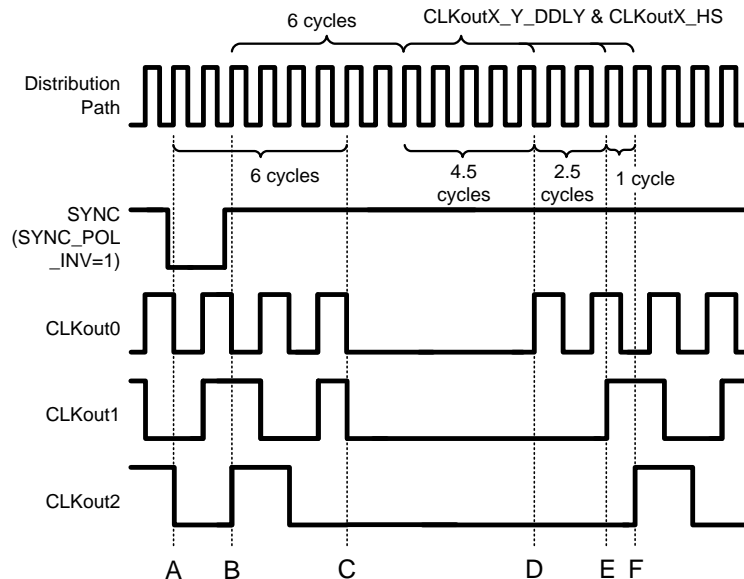 6 cycles
CLKoutX_Y_DDLY & CLKoutX_HS
Distribution
Path
6 cycles
4.5
cycles
2.5
cycles
1 cycle
SYNC
(SYNC_POL
_INV=1)
CLKout0
CLKout1
CLKout2
A B C D E F